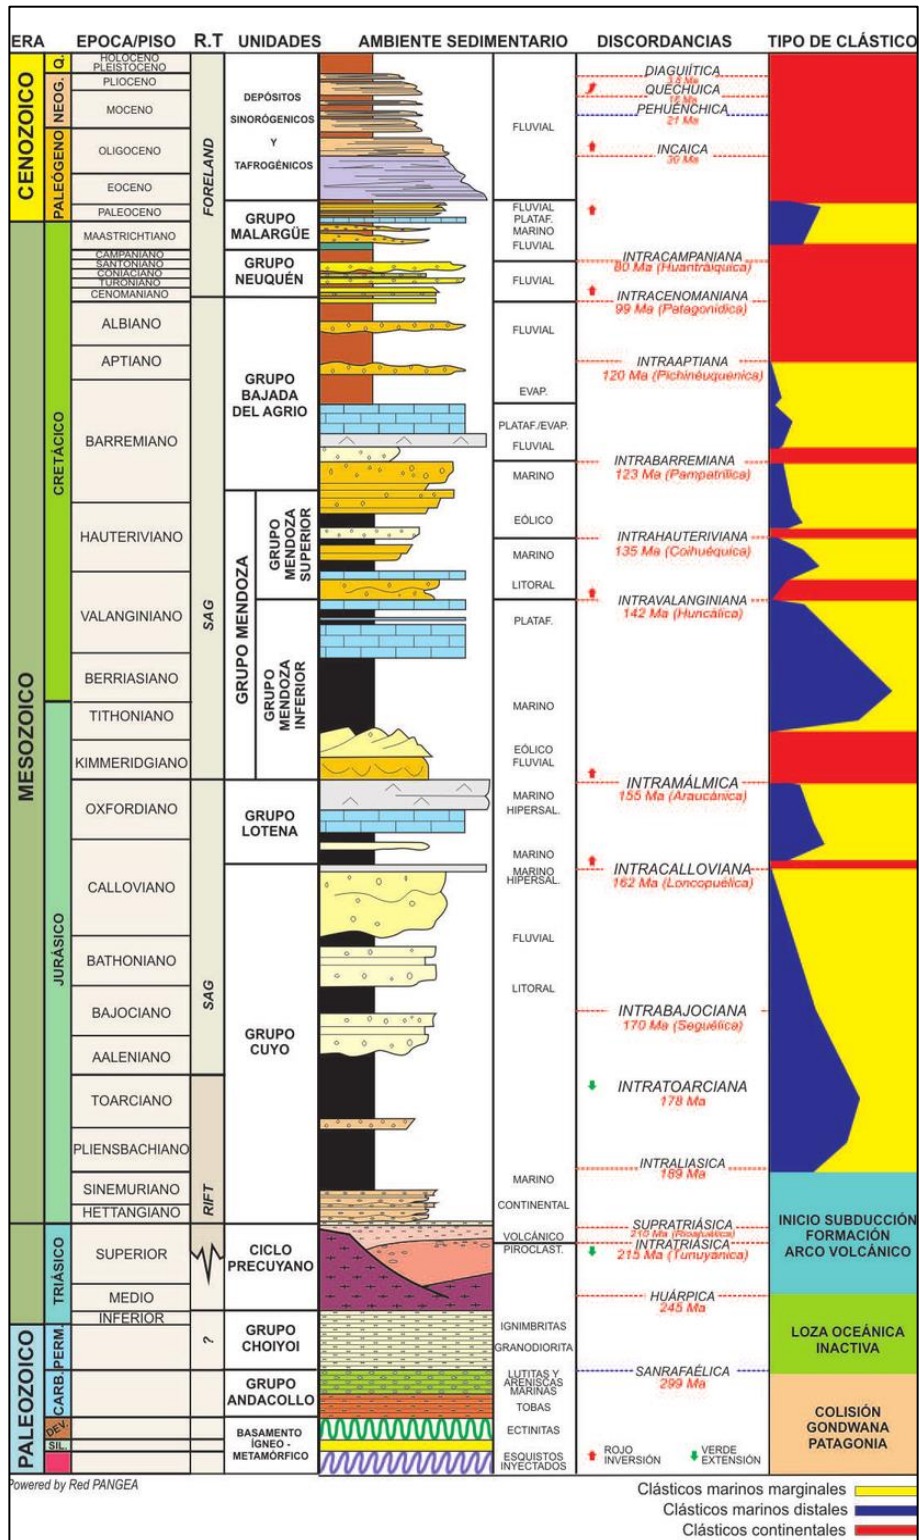 ERA EPOCA/PISO R.T UNIDADES AMBIENTE SEDIMENTARIO DISCORDANCIAS TIPO DE CLÁSTICO
CENOZOICO
MESOZOICO
PALEOZOICO
Q.
NEOG.
PALEÓGENO
CRETÁCICO
JURÁSICO
TRIÁSICO
PERM.
CARB.
DEV.
SIL.
HOLOCENO
PLEISTOCENO
PLIOCENO
MOCENO
OLIGOCENO
EOCENO
PALEOCENO
MAASTRICHTIANO
CAMPANIANO
SANTONIANO
CONIACIANO
TURONIANO
CENOMANIANO
ALBIANO
APTIANO
BARREMIANO
HAUTERIVIANO
VALANGINIANO
BERRIASIANO
TITHONIANO
KIMMERIDGIANO
OXFORDIANO
CALLOVIANO
BATHONIANO
BAJOCIANO
AALENIANO
TOARCIANO
PLIENSBACHIANO
SINEMURIANO
HETTANGIANO
SUPERIOR
MEDIO
INFERIOR
FORELAND
SAG
SAG
RIFT
?
DEPÓSITOS
SINORÓGENICOS
Y
TAFROGÉNICOS
GRUPO
MALARGÜE
GRUPO
NEUQUÉN
GRUPO
BAJADA
DEL AGRIO
GRUPO MENDOZA
GRUPO
MENDOZA
SUPERIOR
GRUPO
MENDOZA
INFERIOR
GRUPO
LOTENA
GRUPO
CUYO
CICLO
PRECUYANO
GRUPO
CHOIYOI
GRUPO
ANDACOLLO
BASAMENTO
ÍGNEO -
METAMÓRFICO
FLUVIAL
FLUVIAL
PLATAF.
MARINO
FLUVIAL
FLUVIAL
FLUVIAL
EVAP.
PLATAF./EVAP.
FLUVIAL
MARINO
EÓLICO
MARINO
LITORAL
PLATAF.
MARINO
EÓLICO
FLUVIAL
MARINO
HIPERSAL.
MARINO
MARINO
HIPERSAL.
FLUVIAL
LITORAL
MARINO
CONTINENTAL
VOLCÁNICO
PIROCLAST.
IGNIMBRITAS
GRANODIORITA
LUTITAS Y
ARENISCAS
MARINAS
TOBAS
ECTINITAS
ESQUISTOS
INYECTADOS
DIAGUIÍTICA
3.8 Ma
QUECHUICA
Ma
PEHUÉNCHICA
21 Ma
INCAICA
30 Ma
INTRACAMPANIANA
80 Ma (Huantráiquica)
INTRACENOMANIANA
99 Ma (Patagonídica)
INTRAAPTIANA
120 Ma (Pichinéuquenica)
INTRABARREMIANA
123 Ma (Pampatrílica)
INTRAHAUTERIVIANA
135 Ma (Coihuéquica)
INTRAVALANGINIANA
142 Ma (Huncálica)
INTRAMÁLMICA
155 Ma (Araucánica)
INTRACALLOVIANA
162 Ma (Loncopuélica)
INTRABAJOCIANA
170 Ma (Seguélica)
INTRATOARCIANA
178 Ma
INTRALIASICA
189 Ma
SUPRATRIÁSICA
210 Ma
INTRATRIÁSICA
215 Ma (Tunuyánica)
HUÁRPICA
245 Ma
SANRAFAÉLICA
299 Ma
ROJO
INVERSIÓN
VERDE
EXTENSIÓN
INICIO SUBDUCCIÓN
FORMACIÓN
ARCO VOLCÁNICO
LOZA OCEÁNICA
INACTIVA
COLISIÓN
GONDWANA
PATAGONIA
Powered by Red PANGEA
Clásticos marinos marginales
Clásticos marinos distales
Clásticos continentales